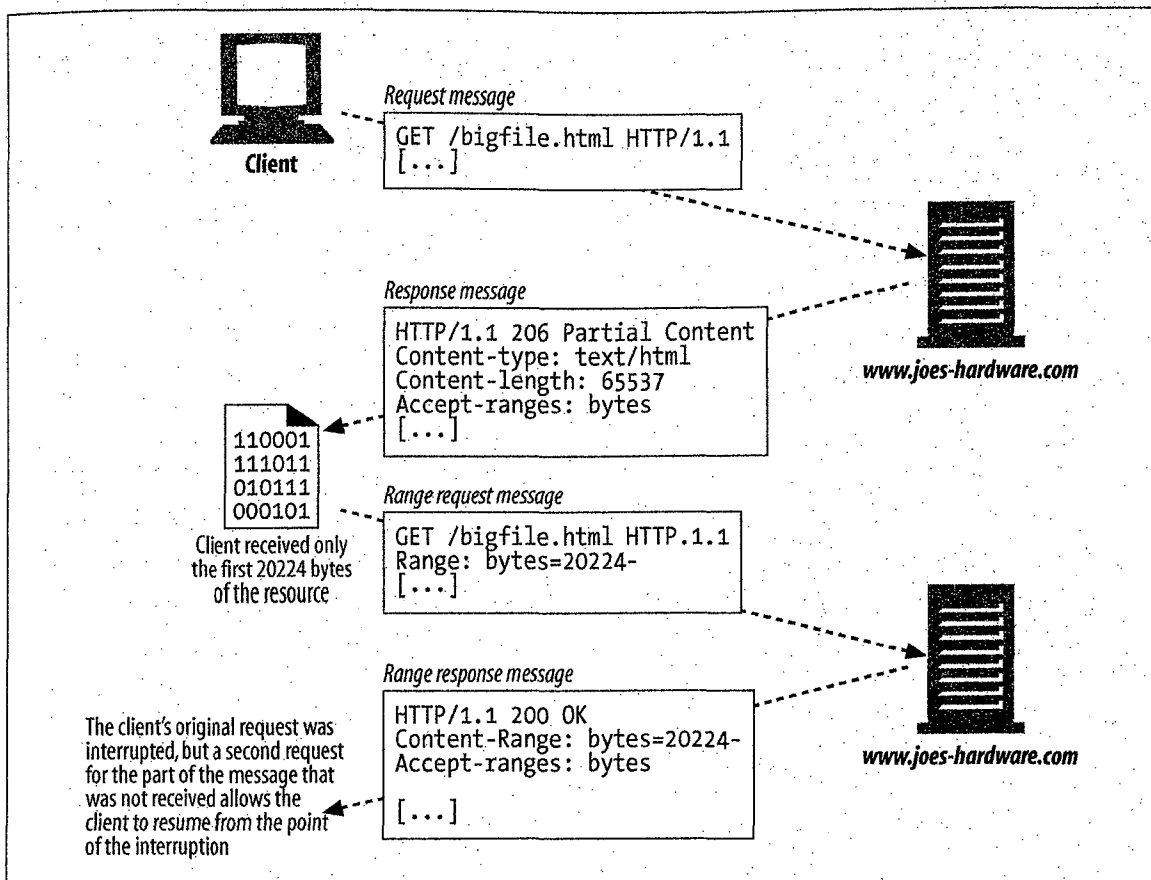 Request message
GET /bigfile.html HTTP/1.1
[...]
Client
Response message
HTTP/1.1 206 Partial Content
Content-type: text/html
Content-length: 65537
Accept-ranges: bytes
[...]
www.joes-hardware.com
110001
111011
010111
000101
Client received only
the first 20224 bytes
of the resource
Range request message
GET /bigfile.html HTTP.1.1
Range: bytes=20224-
[...]
Range response message
HTTP/1.1 200 OK
Content-Range: bytes=20224-
Accept-ranges: bytes
[...]
www.joes-hardware.com
The client's original request was
interrupted, but a second request
for the part of the message that
was not received allows the
client to resume from the point
of the interruption